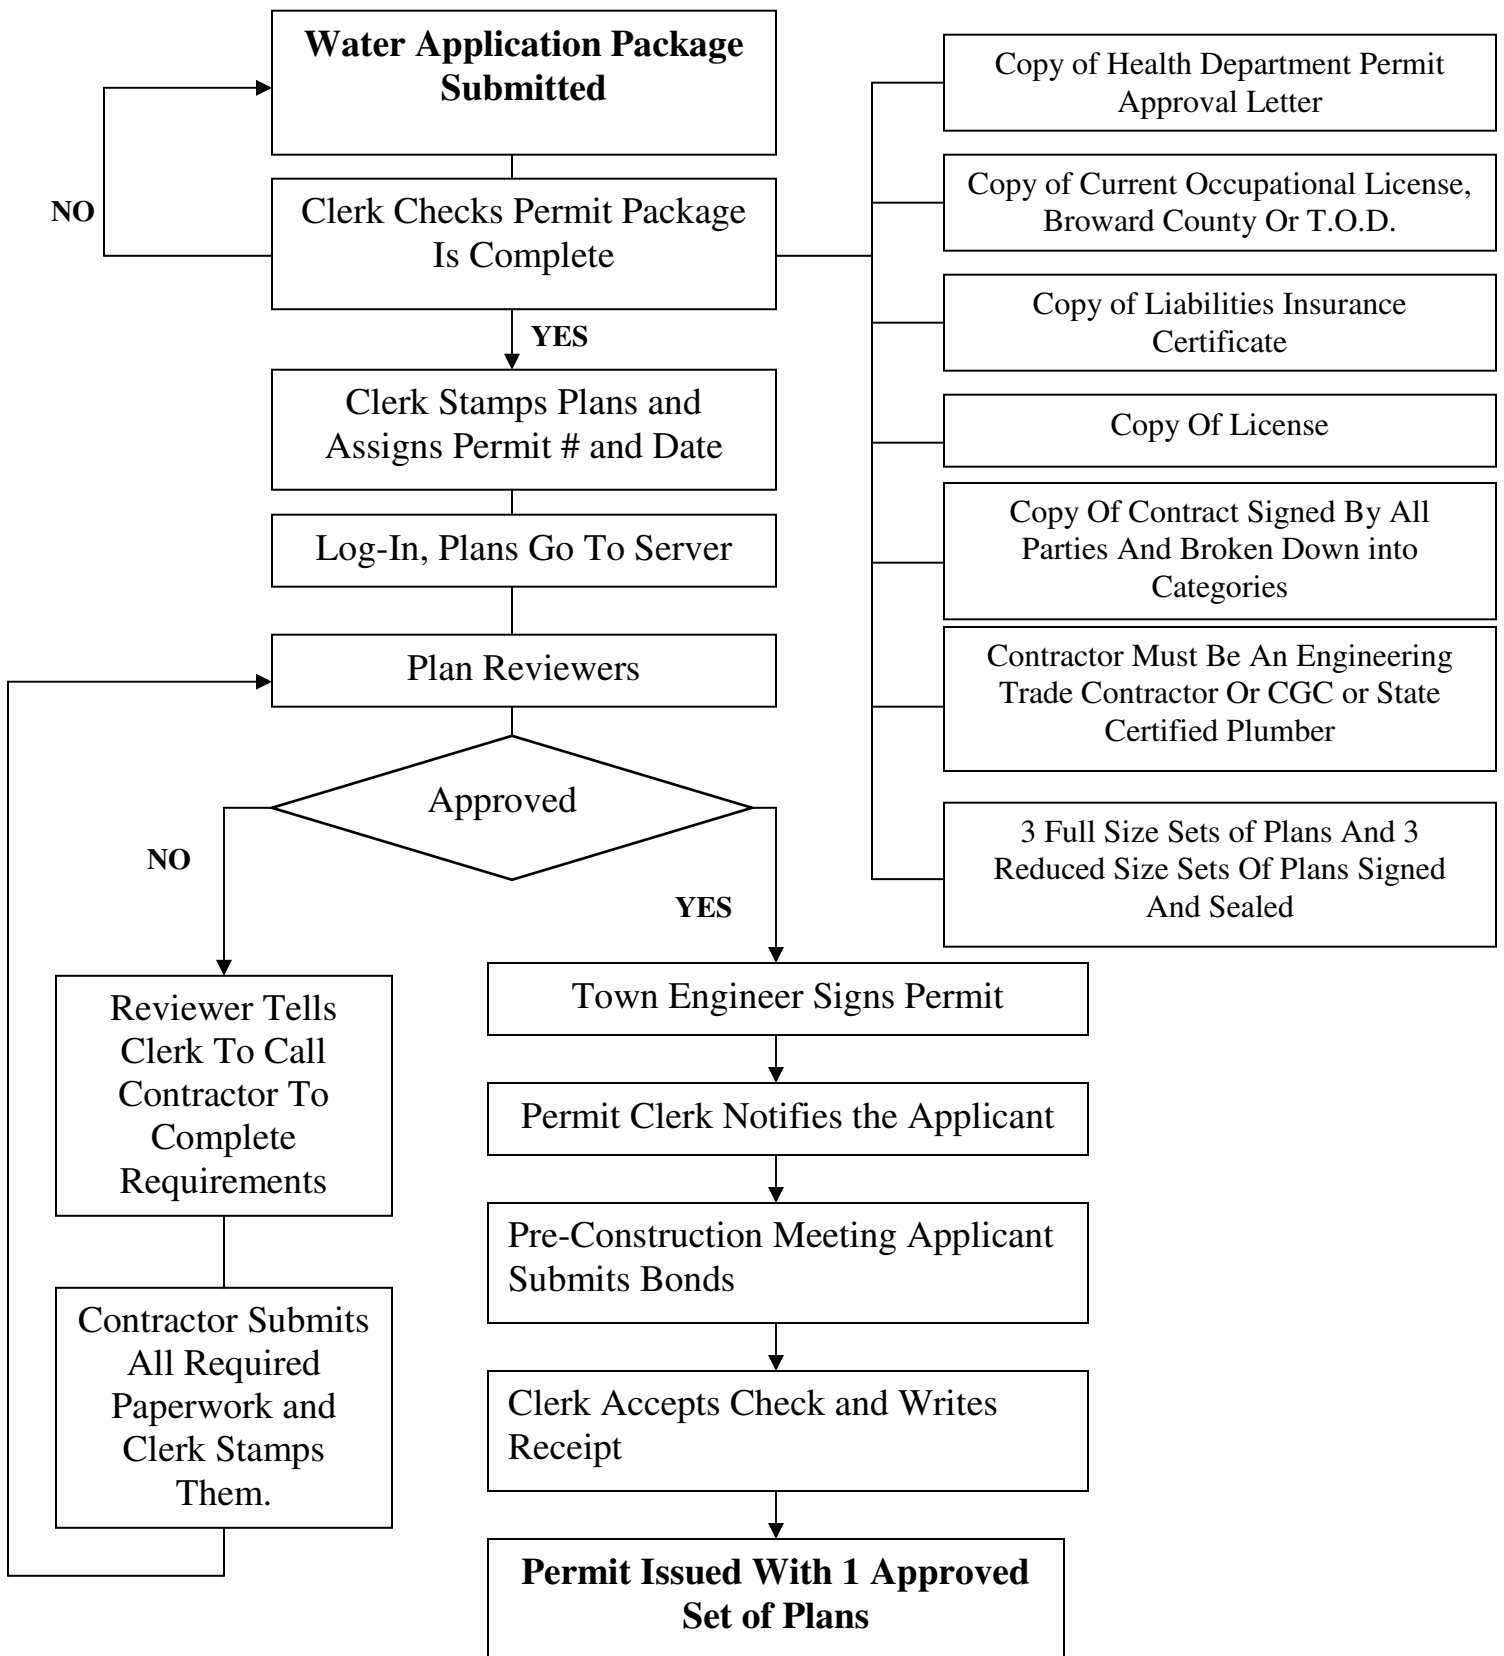 Water Application Package
Submitted
NO
Clerk Checks Permit Package
Is Complete
YES
Clerk Stamps Plans and
Assigns Permit # and Date
Log-In, Plans Go To Server
Plan Reviewers
Approved
NO
YES
Reviewer Tells
Clerk To Call
Contractor To
Complete
Requirements
Contractor Submits
All Required
Paperwork and
Clerk Stamps
Them.
Town Engineer Signs Permit
Permit Clerk Notifies the Applicant
Pre-Construction Meeting Applicant
Submits Bonds
Clerk Accepts Check and Writes
Receipt
Permit Issued With 1 Approved
Set of Plans
Copy of Health Department Permit
Approval Letter
Copy of Current Occupational License,
Broward County Or T.O.D.
Copy of Liabilities Insurance
Certificate
Copy Of License
Copy Of Contract Signed By All
Parties And Broken Down into
Categories
Contractor Must Be An Engineering
Trade Contractor Or CGC or State
Certified Plumber
3 Full Size Sets of Plans And 3
Reduced Size Sets Of Plans Signed
And Sealed